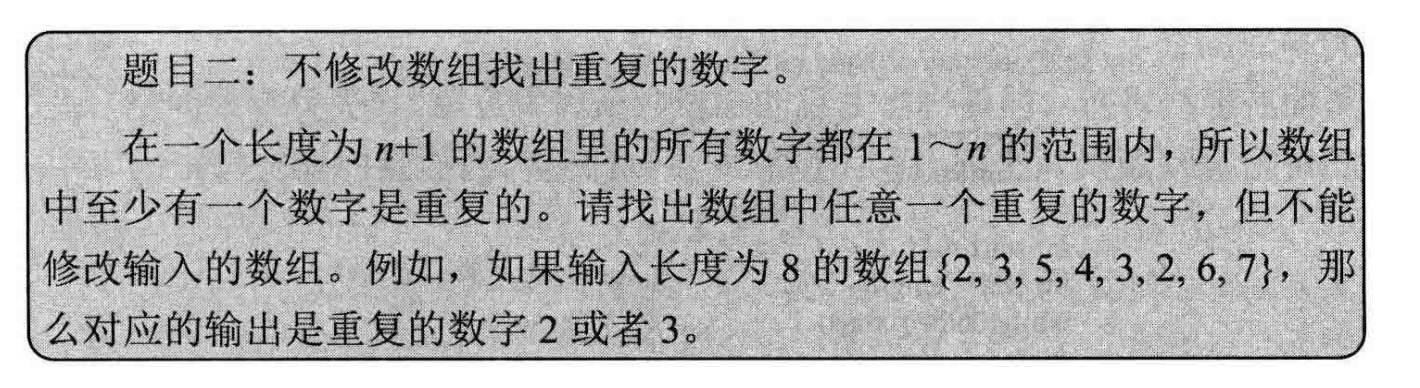 题目二：不修改数组找出重复的数字。
在一个长度为 n+1 的数组里的所有数字都在 1～n 的范围内，所以数组
中至少有一个数字是重复的。请找出数组中任意一个重复的数字，但不能
修改输入的数组。例如，如果输入长度为 8 的数组{2, 3, 5, 4, 3, 2, 6, 7}，那
么对应的输出是重复的数字 2 或者 3。